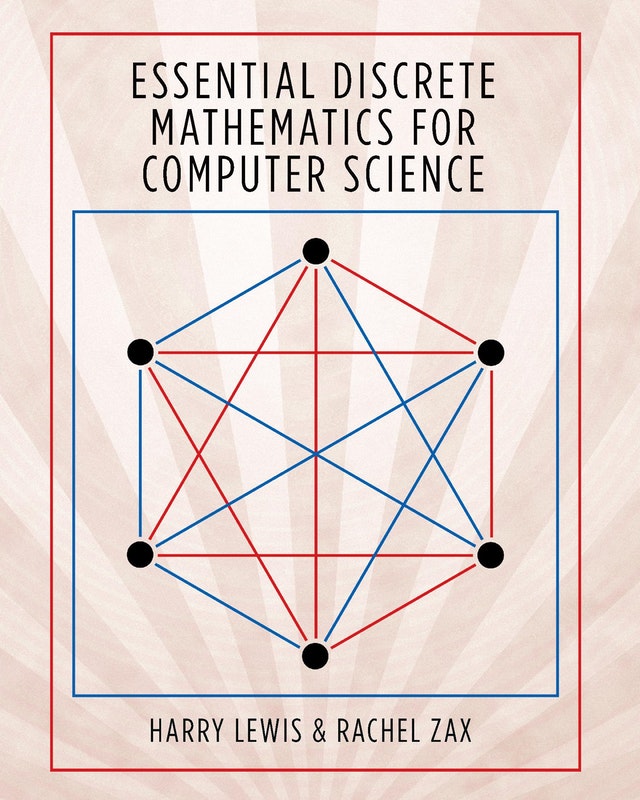 ESSENTIAL DISCRETE
MATHEMATICS FOR
COMPUTER SCIENCE
HARRY LEWIS & RACHEL ZAX